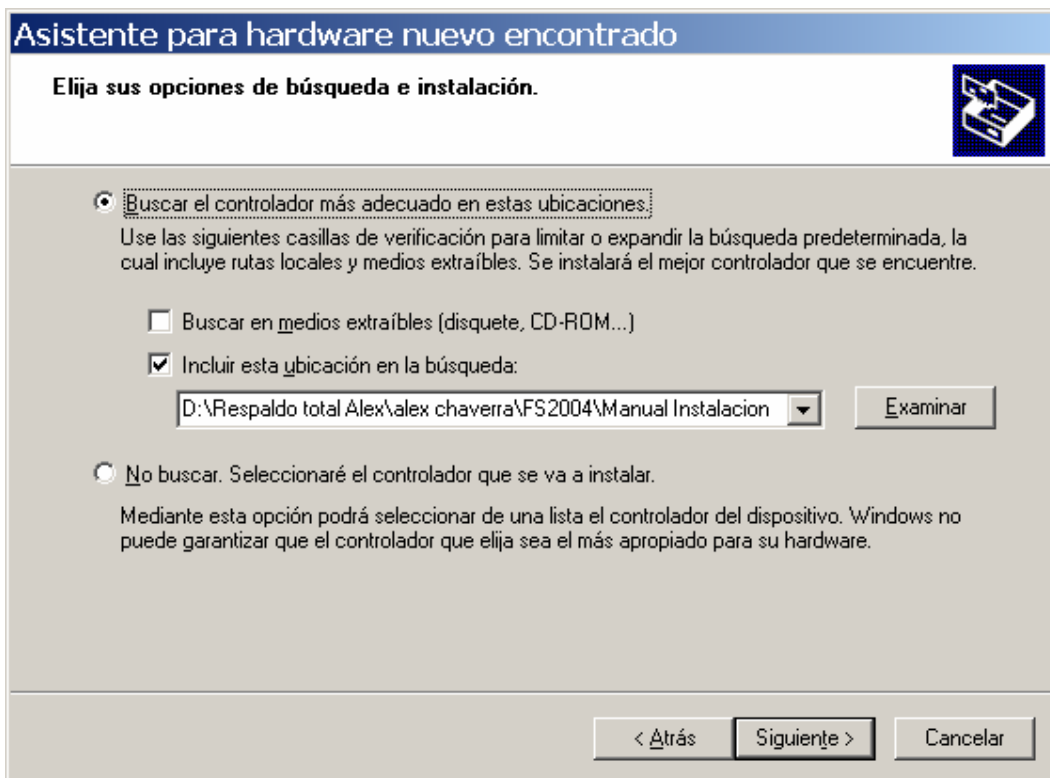 Asistente para hardware nuevo encontrado
Elija sus opciones de búsqueda e instalación.
Buscar el controlador más adecuado en estas ubicaciones.
Use las siguientes casillas de verificación para limitar o expandir la búsqueda predeterminada, la
cual incluye rutas locales y medios extraíbles. Se instalará el mejor controlador que se encuentre.
Buscar en medios extraíbles (disquete, CD-ROM...)
Incluir esta ubicación en la búsqueda:
D:\Respaldo total Alex\alex chaverra\FS2004\Manual Instalacion
Examinar
No buscar. Seleccionaré el controlador que se va a instalar.
Mediante esta opción podrá seleccionar de una lista el controlador del dispositivo. Windows no
puede garantizar que el controlador que elija sea el más apropiado para su hardware.
< Atrás Siguiente > Cancelar